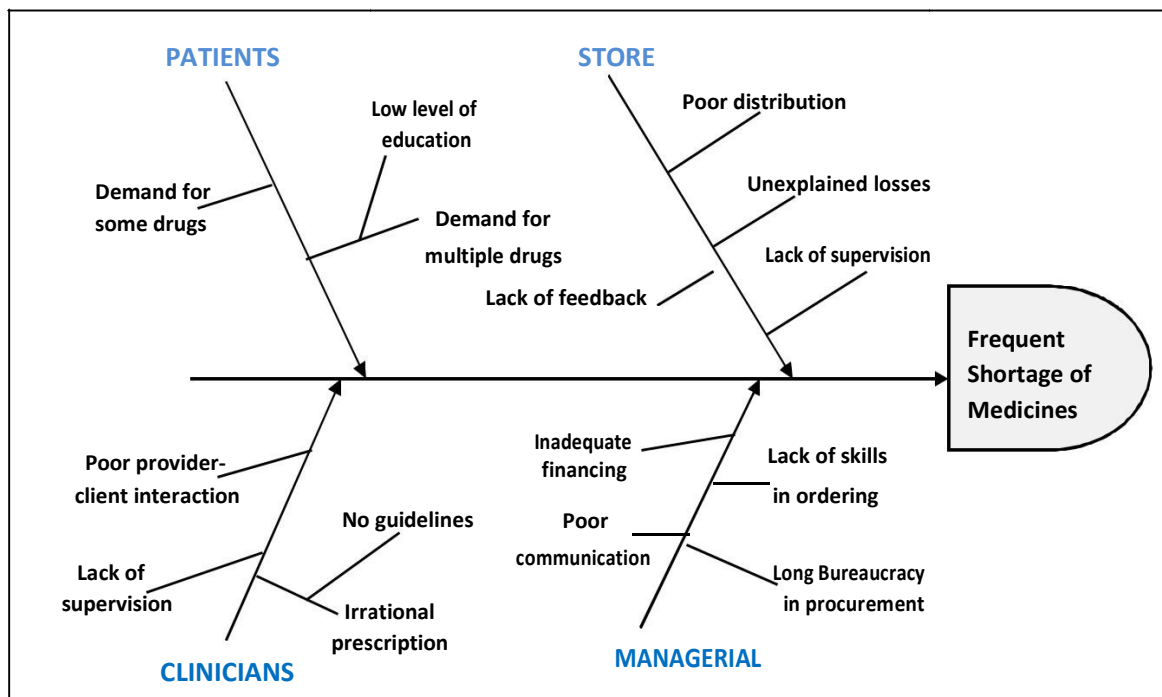 PATIENTS
STORE
Low level of
education
Poor distribution
Demand for
some drugs
Unexplained losses
Demand for
multiple drugs
Lack of supervision
Lack of feedback
Frequent
Shortage of
Medicines
Poor provider-
client interaction
Inadequate
financing
Lack of skills
in ordering
No guidelines
Poor
communication
Lack of
supervision
Long Bureaucracy
in procurement
Irrational
prescription
CLINICIANS
MANAGERIAL